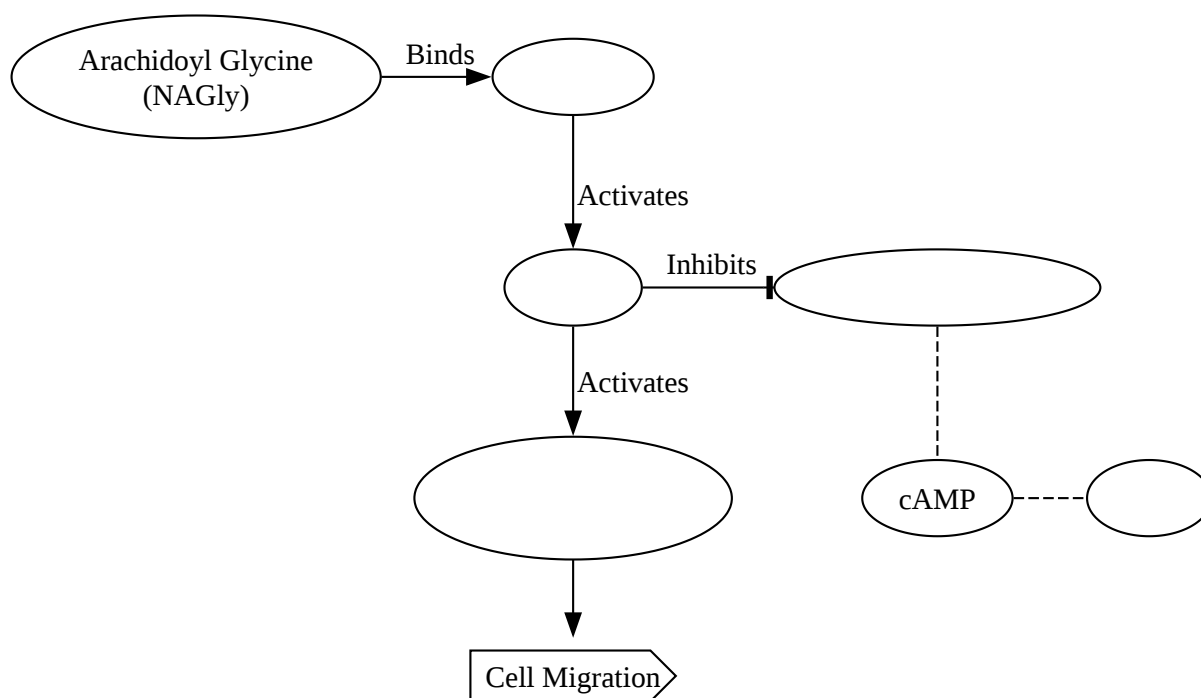 Arachidoyl Glycine
(NAGly)
Binds
Activates
Inhibits
Activates
cAMP
Cell Migration